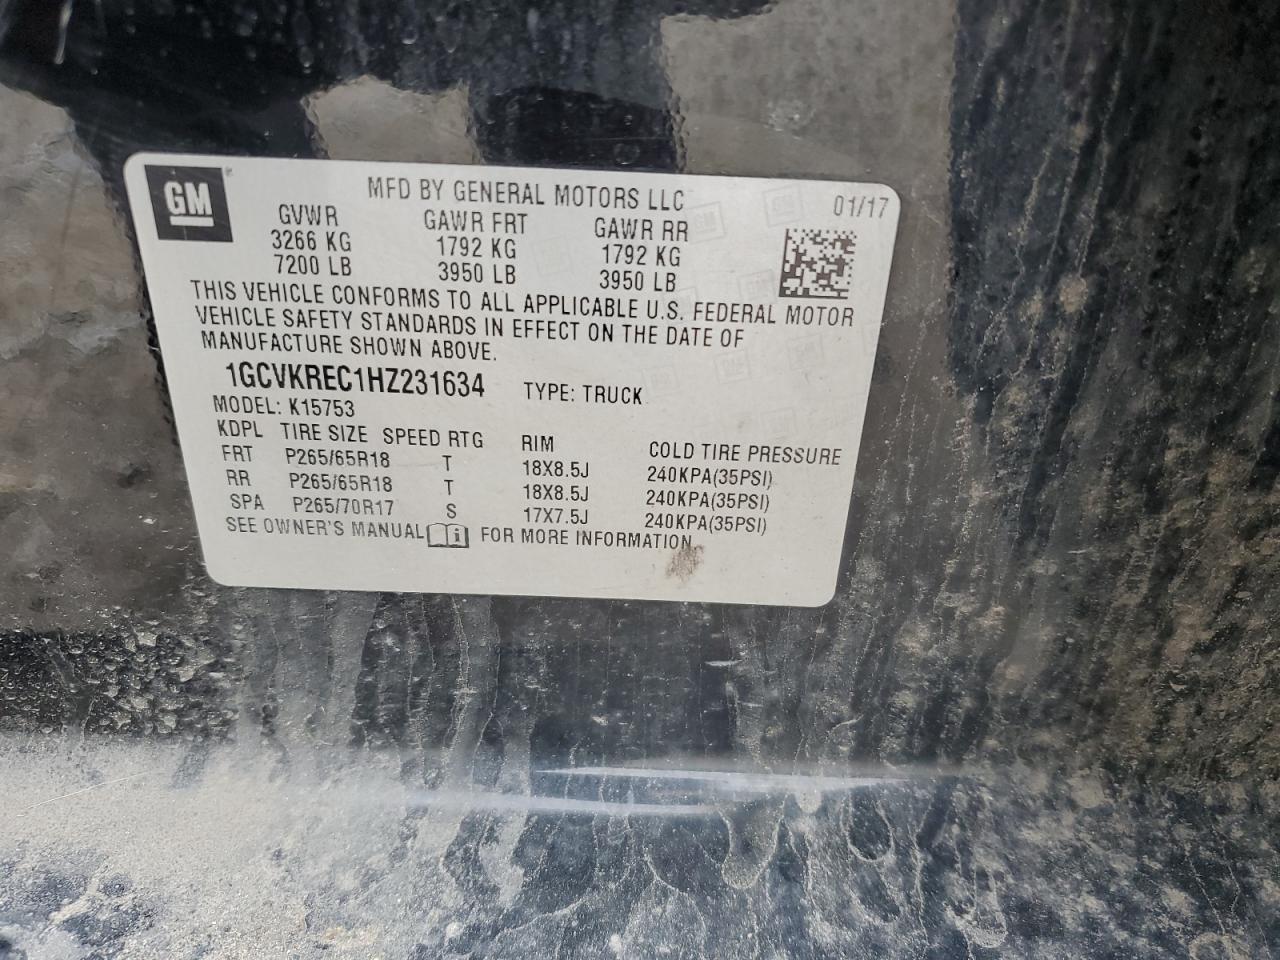 GM
MFD BY GENERAL MOTORS LLC 01/17
GVWR GAWR FRT GAWR RR
3266 KG 1792 KG 1792 KG
7200 LB 3950 LB 3950 LB
THIS VEHICLE CONFORMS TO ALL APPLICABLE U.S. FEDERAL MOTOR
VEHICLE SAFETY STANDARDS IN EFFECT ON THE DATE OF
MANUFACTURE SHOWN ABOVE.
1GCVKREC1HZ231634 TYPE: TRUCK
MODEL: K15753
KDPL TIRE SIZE SPEED RTG RIM COLD TIRE PRESSURE
FRT P265/65R18 T 18X8.5J 240KPA(35PSI)
RR P265/65R18 T 18X8.5J 240KPA(35PSI)
SPA P265/70R17 S 17X7.5J 240KPA(35PSI)
SEE OWNER'S MANUAL FOR MORE INFORMATION